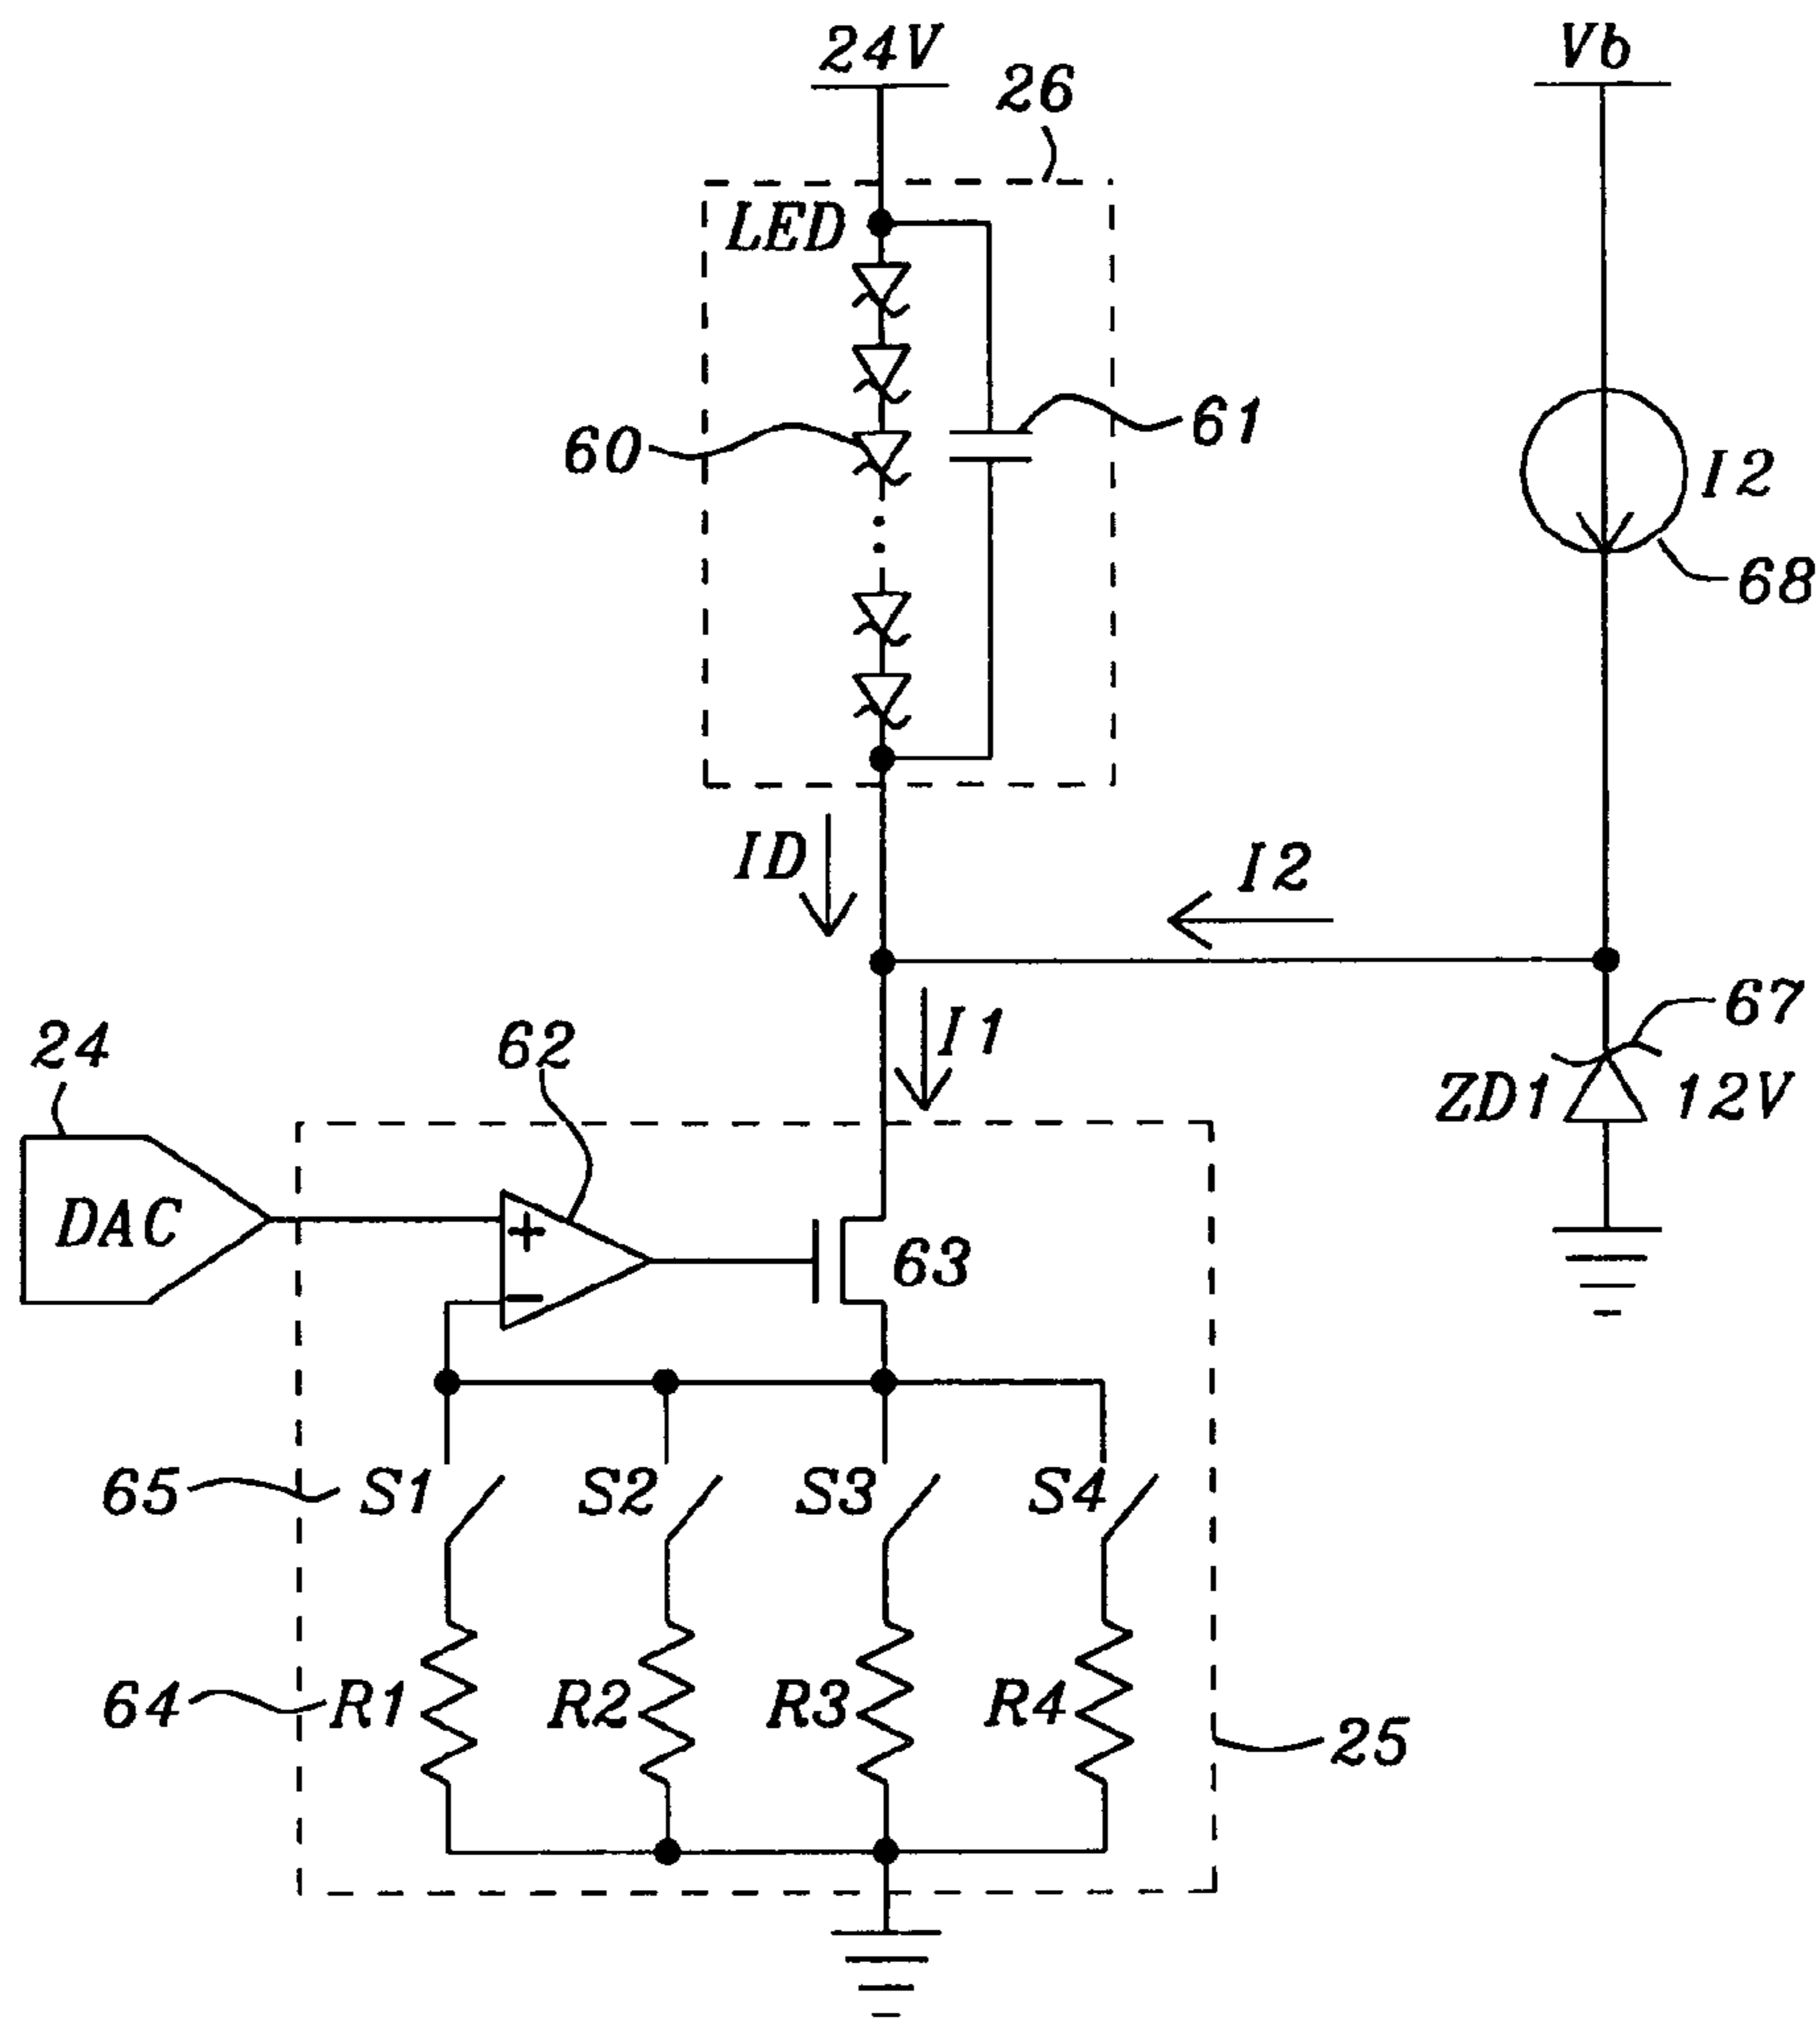 24V
Vb
26
LED
60
61
I2
68
ID
I2
I1
67
24
62
ZD1
12V
DAC
+
-
63
65
S1
S2
S3
S4
64
R1
R2
R3
R4
25